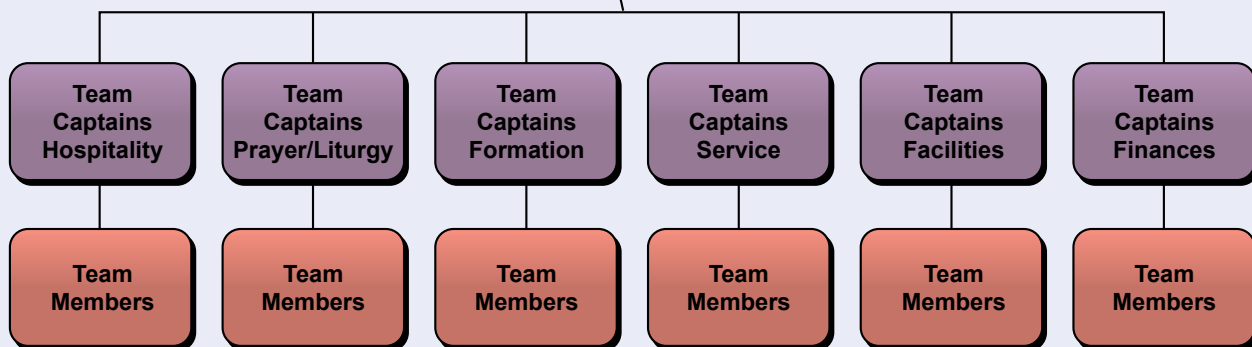 Team
Captains
Hospitality
Team
Captains
Prayer/Liturgy
Team
Captains
Formation
Team
Captains
Service
Team
Captains
Facilities
Team
Captains
Finances
Team
Members
Team
Members
Team
Members
Team
Members
Team
Members
Team
Members